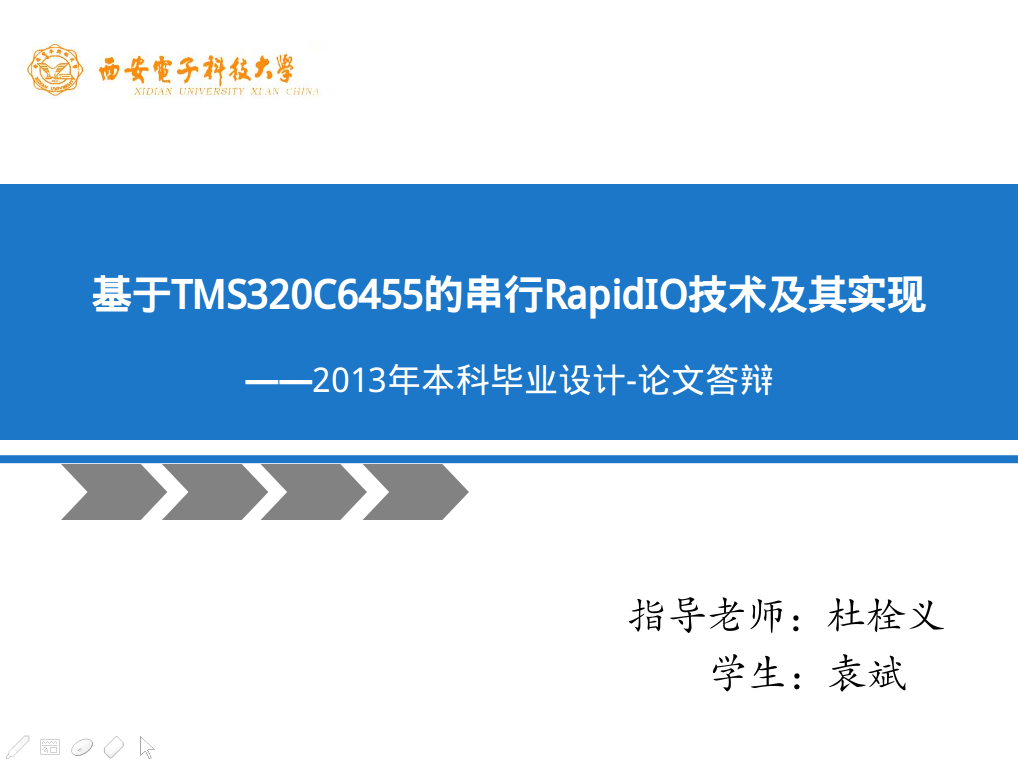 西安電子科技大學
XIDIAN UNIVERSITY XI AN CHINA
基于TMS320C6455的串行RapidIO技术及其实现
——2013年本科毕业设计-论文答辩
指导老师：杜栓义
学生：袁斌